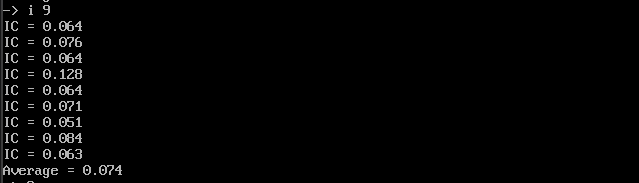 -> i 9
IC = 0.064
IC = 0.076
IC = 0.064
IC = 0.128
IC = 0.064
IC = 0.071
IC = 0.051
IC = 0.084
IC = 0.063
Average = 0.074